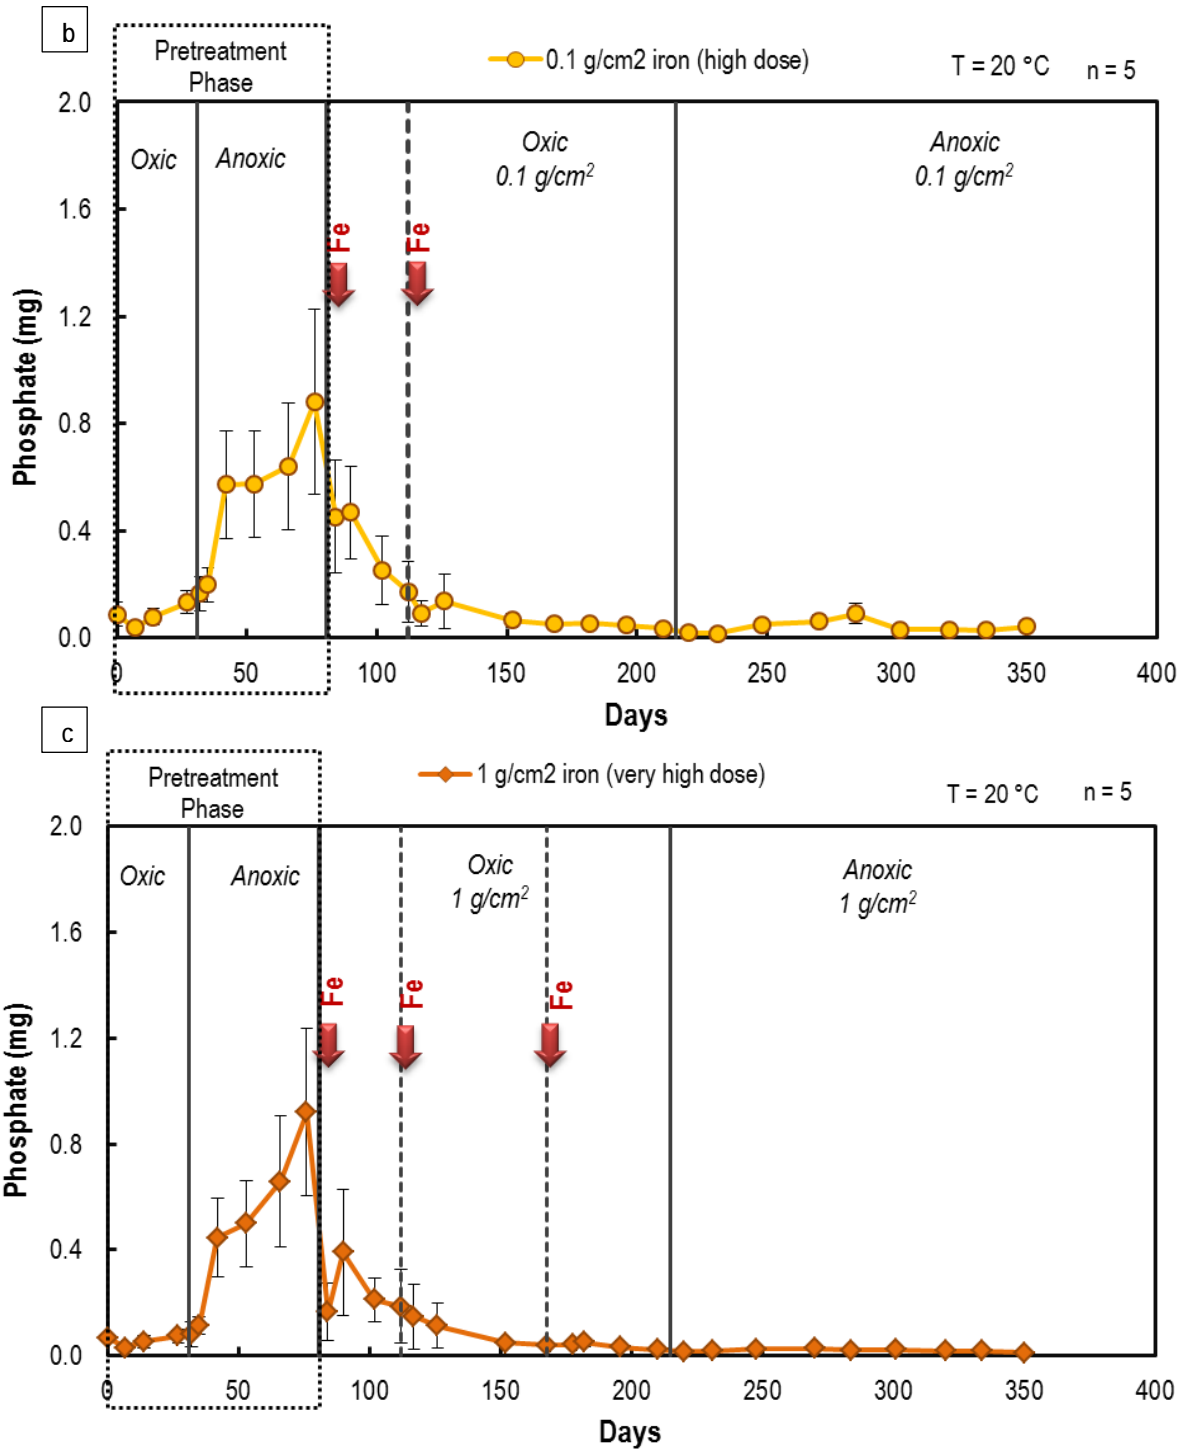 b
Pretreatment
Phase
0.1 g/cm2 iron (high dose)
T = 20 °C
n = 5
2.0
1.6
1.2
0.8
0.4
0.0
Phosphate (mg)
Oxic
Anoxic
Oxic
0.1 g/cm²
Anoxic
0.1 g/cm²
Fe
Fe
0
50
100
150
200
250
300
350
400
Days
c
Pretreatment
Phase
1 g/cm2 iron (very high dose)
T = 20 °C
n = 5
2.0
1.6
1.2
0.8
0.4
0.0
Phosphate (mg)
Oxic
Anoxic
Oxic
1 g/cm²
Anoxic
1 g/cm²
Fe
Fe
Fe
0
50
100
150
200
250
300
350
400
Days